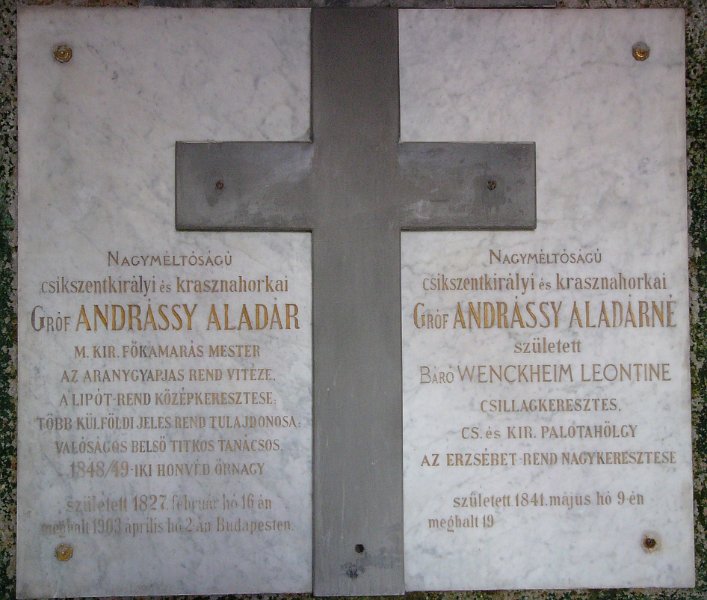 NAGYMÉLTÓSÁGÚ
CSIKSZENTKIRÁLYI ÉS KRASZNAHORKAI
GRÓF ANDRÁSSY ALADÁR
M. KIR. FŐKAMARÁS MESTER
AZ ARANYGYAPJAS REND VITÉZE,
A LIPÓT-REND KÖZÉPKERESZTESE;
TÖBB KÜLFÖLDI JELES REND TULAJDONOSA;
VALÓSÁGOS BELSŐ TITKOS TANÁCSOS,
1848/49-IKI HONVÉD ŐRNAGY
született 1827. február hó 16 án
meghalt 1903 április hó 2 án Budapesten.
NAGYMÉLTÓSÁGÚ
CSIKSZENTKIRÁLYI ÉS KRASZNAHORKAI
GRÓF ANDRÁSSY ALADÁRNÉ
született
BÁRÓ WENCKHEIM LEONTINE
CSILLAGKERESZTES,
CS. ÉS KIR. PALOTAHÖLGY
AZ ERZSÉBET-REND NAGYKERESZTESE
született 1841. május hó 9 én
meghalt 19